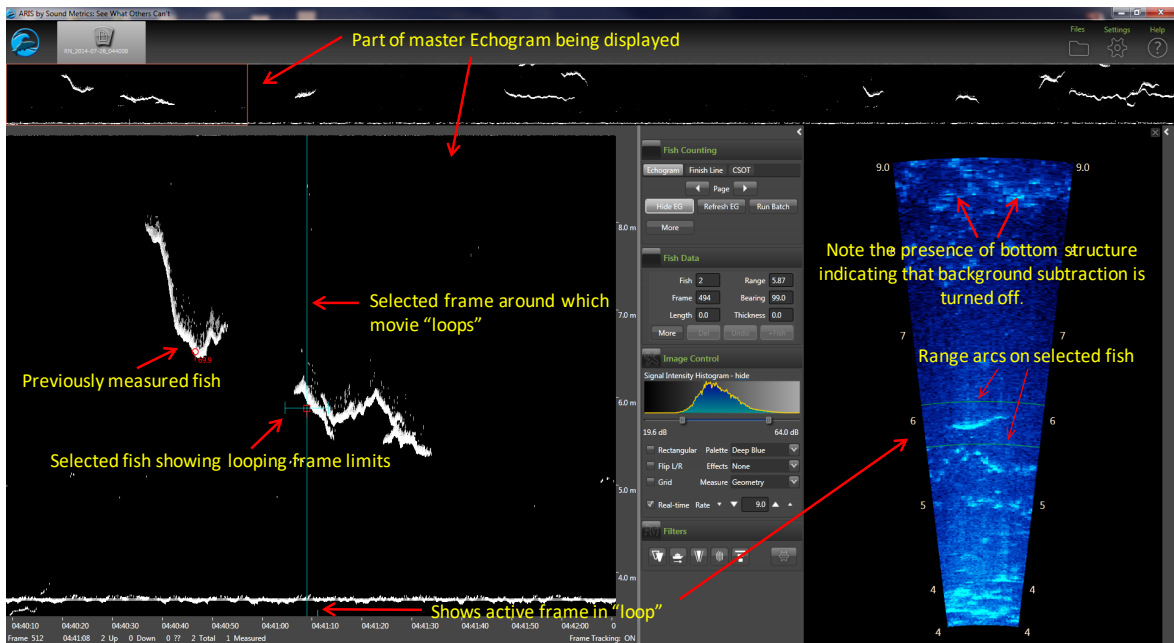 ARIS by Sound Metrics: See What Others Can't
RN_2014-07-26_044000
Files Settings Help
Part of master Echogram being displayed
Fish Counting
Echogram Finish Line CSOT
Page
Hide EG Refresh EG Run Batch
More
Fish Data
Fish 2 Range 5.87
Frame 494 Bearing 99.0
Length 0.0 Thickness 0.0
More Del Undo +Fish
Image Control
Signal Intensity Histogram - hide
19.6 dB 64.0 dB
Rectangular Palette Deep Blue
Flip L/R Effects None
Grid Measure Geometry
Real-time Rate 9.0
Filters
8.0 m
7.0 m
6.0 m
5.0 m
4.0 m
Selected frame around which
movie "loops"
Previously measured fish
69.9
Selected fish showing looping frame limits
Shows active frame in "loop"
04:40:10 04:40:20 04:40:30 04:40:40 04:40:50 04:41:00 04:41:10 04:41:20 04:41:30 04:41:40 04:41:50 04:42:00 0
Frame 512 04:41:08 2 Up 0 Down 0 ?? 2 Total 1 Measured Frame Tracking: ON
9.0 9.0
Note the presence of bottom structure
indicating that background subtraction is
turned off.
8
7 7
Range arcs on selected fish
6 6
5 5
4 4
4 4